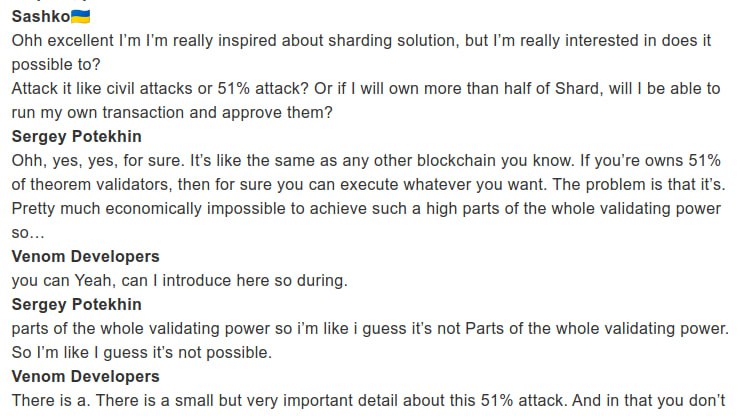 Sashko🇺🇦
Ohh excellent I’m I’m really inspired about sharding solution, but I’m really interested in does it
possible to?
Attack it like civil attacks or 51% attack? Or if I will own more than half of Shard, will I be able to
run my own transaction and approve them?
Sergey Potekhin
Ohh, yes, yes, for sure. It’s like the same as any other blockchain you know. If you’re owns 51%
of theorem validators, then for sure you can execute whatever you want. The problem is that it’s.
Pretty much economically impossible to achieve such a high parts of the whole validating power
so…
Venom Developers
you can Yeah, can I introduce here so during.
Sergey Potekhin
parts of the whole validating power so i’m like i guess it’s not Parts of the whole validating power.
So I’m like I guess it’s not possible.
Venom Developers
There is a. There is a small but very important detail about this 51% attack. And in that you don’t